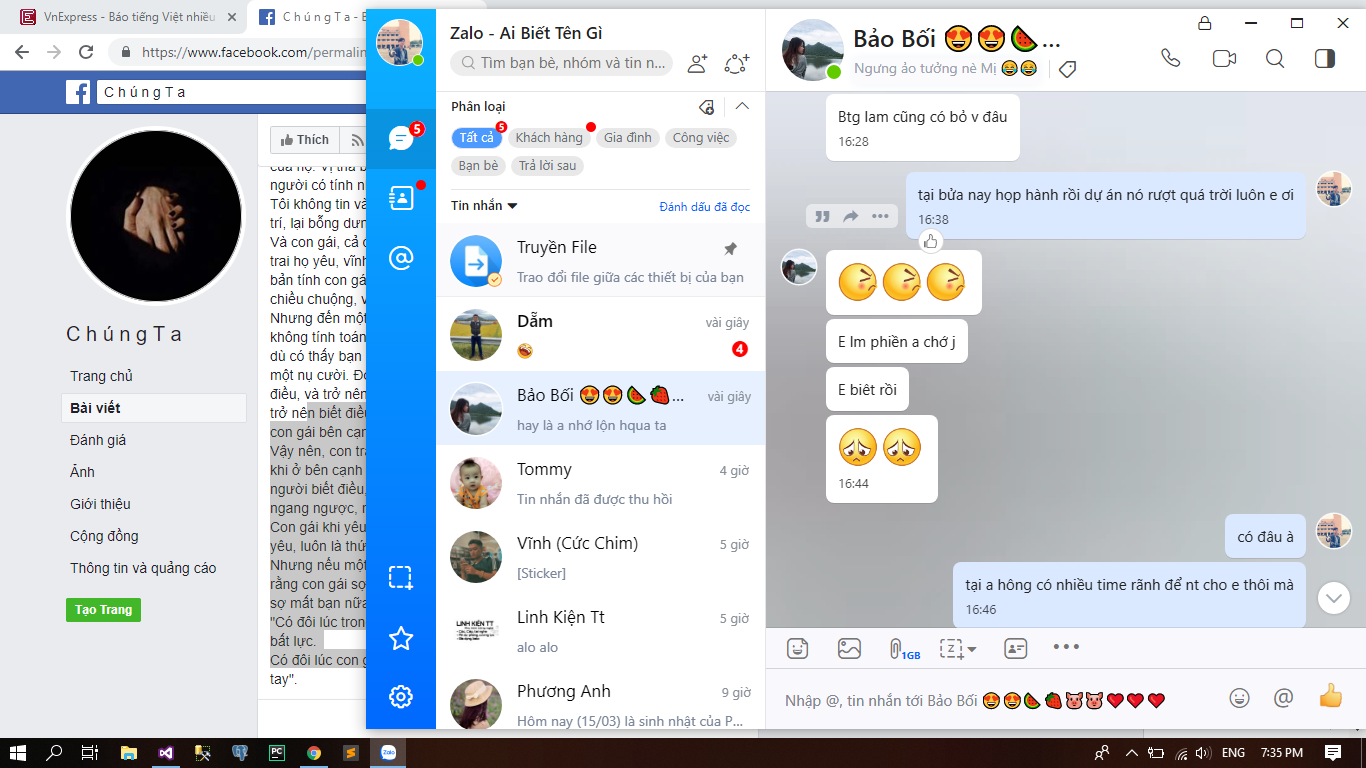 VnExpress - Báo tiếng Việt nhiều
C h ú n g T a - B
https://www.facebook.com/permalin
C h ú n g T a
Thích
của họ. Vị tha b
người có tính n
Tôi không tin và
trí, lại bỗng dưn
Và con gái, cả c
trai họ yêu, vĩnh
bản tính con gá
chiều chuộng, v
Nhưng đến một
không tính toán
dù có thấy bạn
một nụ cười. Đ
điều, và trở nên
trở nên biết điều
con gái bên cạn
Vậy nên, con tra
khi ở bên cạnh
người biết điều,
ngang ngược, n
Con gái khi yêu
yêu, luôn là thứ
Nhưng nếu một
rằng con gái sợ
sợ mất bạn nữa
"Có đôi lúc tron
bất lực.
Có đôi lúc con g
tay".
C h ú n g T a
Trang chủ
Bài viết
Đánh giá
Ảnh
Giới thiệu
Cộng đồng
Thông tin và quảng cáo
Tạo Trang
5
Zalo - Ai Biết Tên Gì
Tìm bạn bè, nhóm và tin n...
Phân loại
Tất cả 5 Khách hàng Gia đình Công việc
Bạn bè Trả lời sau
Tin nhắn Đánh dấu đã đọc
Truyền File
Trao đổi file giữa các thiết bị của bạn
Dẫm vài giây
😝 4
Bảo Bối 😍😍🍉🍓... vài giây
hay là a nhớ lộn hqua ta
Tommy 4 giờ
Tin nhắn đã được thu hồi
Vĩnh (Cức Chim) 5 giờ
[Sticker]
LINH KIỆN TT
Linh Kiện Tt 5 giờ
alo alo
Phương Anh 9 giờ
Hôm nay (15/03) là sinh nhật của P...
Bảo Bối 😍😍🍉...
Ngưng ảo tưởng nè Mị 😂😂
Btg lam cũng có bỏ v đâu
16:28
tại bửa nay họp hành rồi dự án nó rượt quá trời luôn e ơi
16:38
E lm phiền a chớ j
E biêt rồi
16:44
có đâu à
tại a hông có nhiều time rãnh để nt cho e thôi mà
16:46
1GB
Nhập @, tin nhắn tới Bảo Bối 😍😍🍉🍓🐷🐷❤❤❤
PC
Zalo
ENG 7:35 PM